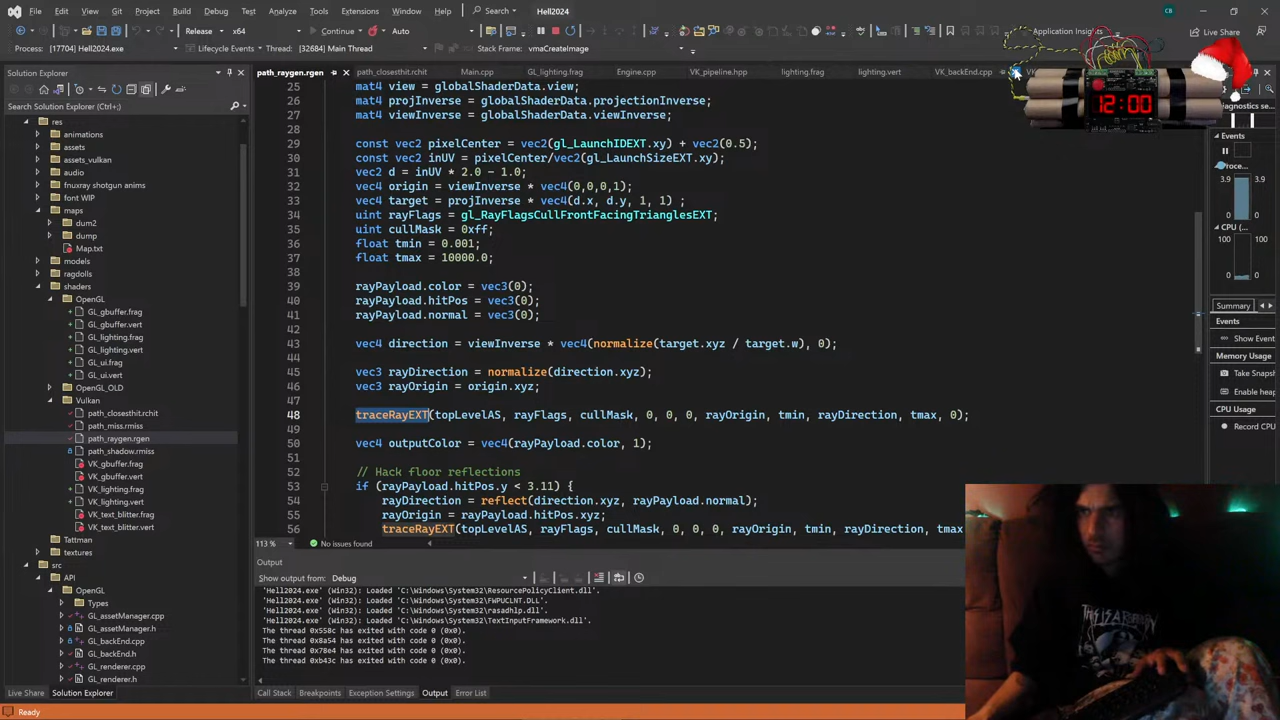 File Edit View Git Project Build Debug Test Analyze Tools Extensions Window Help Search Hell2024 CB
Release x64 Continue Auto Application Insights Live Share
Process: [17704] Hell2024.exe Lifecycle Events Thread: [32684] Main Thread Stack Frame: vmaCreateImage
Solution Explorer
Search Solution Explorer
res
animations
assets
assets_vulkan
audio
fnuxray shotgun anims
font WIP
maps
dum2
dump
Map.txt
models
ragdolls
shaders
OpenGL
GL_gbuffer.frag
GL_gbuffer.vert
GL_lighting.frag
GL_lighting.vert
GL_ui.frag
GL_ui.vert
OpenGL_OLD
Vulkan
path_closesthit.rchit
path_miss.rmiss
path_raygen.rgen
path_shadow.rmiss
VK_gbuffer.frag
VK_gbuffer.vert
VK_lighting.frag
VK_lighting.vert
VK_text_blitter.frag
VK_text_blitter.vert
Tattman
textures
src
API
OpenGL
Types
GL_assetManager.cpp
GL_assetManager.h
GL_backEnd.cpp
GL_backEnd.h
GL_renderer.cpp
GL_renderer.h
Live Share Solution Explorer
path_raygen.rgen path_closesthit.rchit Main.cpp GL_lighting.frag Engine.cpp VK_pipeline.hpp lighting.frag lighting.vert VK_backEnd.cpp
25 mat4 view = globalShaderData.view;
26 mat4 projInverse = globalShaderData.projectionInverse;
27 mat4 viewInverse = globalShaderData.viewInverse;
28
29 const vec2 pixelCenter = vec2(gl_LaunchIDEXT.xy) + vec2(0.5);
30 const vec2 inUV = pixelCenter/vec2(gl_LaunchSizeEXT.xy);
31 vec2 d = inUV * 2.0 - 1.0;
32 vec4 origin = viewInverse * vec4(0,0,0,1);
33 vec4 target = projInverse * vec4(d.x, d.y, 1, 1) ;
34 uint rayFlags = gl_RayFlagsCullFrontFacingTrianglesEXT;
35 uint cullMask = 0xff;
36 float tmin = 0.001;
37 float tmax = 10000.0;
38
39 rayPayload.color = vec3(0);
40 rayPayload.hitPos = vec3(0);
41 rayPayload.normal = vec3(0);
42
43 vec4 direction = viewInverse * vec4(normalize(target.xyz / target.w), 0);
44
45 vec3 rayDirection = normalize(direction.xyz);
46 vec3 rayOrigin = origin.xyz;
47
48 traceRayEXT(topLevelAS, rayFlags, cullMask, 0, 0, 0, rayOrigin, tmin, rayDirection, tmax, 0);
49
50 vec4 outputColor = vec4(rayPayload.color, 1);
51
52 // Hack floor reflections
53 if (rayPayload.hitPos.y < 3.11) {
54 rayDirection = reflect(direction.xyz, rayPayload.normal);
55 rayOrigin = rayPayload.hitPos.xyz;
56 traceRayEXT(topLevelAS, rayFlags, cullMask, 0, 0, 0, rayOrigin, tmin, rayDirection, tmax
113 % No issues found
Output
Show output from: Debug
'Hell2024.exe' (Win32): Loaded 'C:\Windows\System32\ResourcePolicyClient.dll'.
'Hell2024.exe' (Win32): Loaded 'C:\Windows\System32\FWPUCLNT.DLL'.
'Hell2024.exe' (Win32): Loaded 'C:\Windows\System32\rasadhlp.dll'.
'Hell2024.exe' (Win32): Loaded 'C:\Windows\System32\TextInputFramework.dll'.
The thread 0x558c has exited with code 0 (0x0).
The thread 0x8a54 has exited with code 0 (0x0).
The thread 0x78e4 has exited with code 0 (0x0).
The thread 0xb43c has exited with code 0 (0x0).
Call Stack Breakpoints Exception Settings Output Error List
Ready
12:00
Events
3.9 3.9
0 0
CPU (
100 100
0 0
Summary
Events
Show Event
Memory Usage
Take Snapsh
Enable heap
CPU Usage
Record CPU